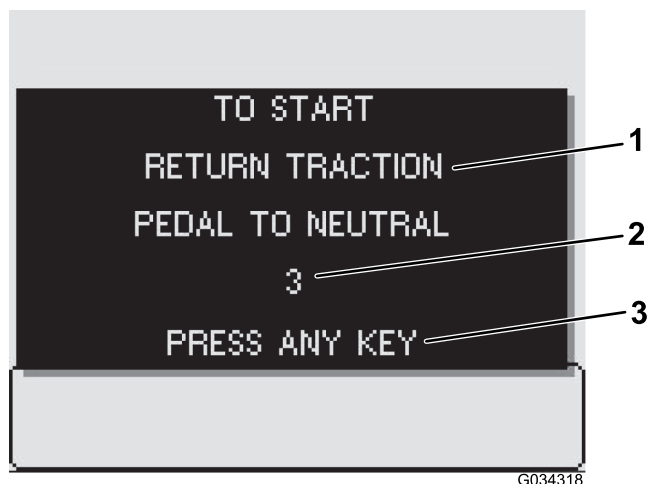 TO START
RETURN TRACTION
PEDAL TO NEUTRAL
3
PRESS ANY KEY
1
2
3
G034318